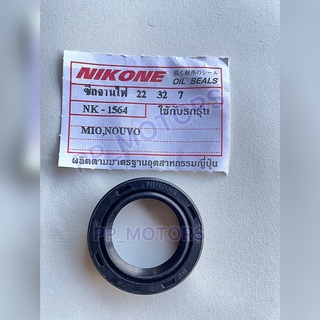 NIKONE
OIL SEALS
ซีลจานไฟ 22 32 7
NK - 1564 ใช้กับรถรุ่น
MIO,NOUVO
ผลิตตามมาตรฐานอุตสาหกรรมญี่ปุ่น
NIKONE
PP_MOTORS